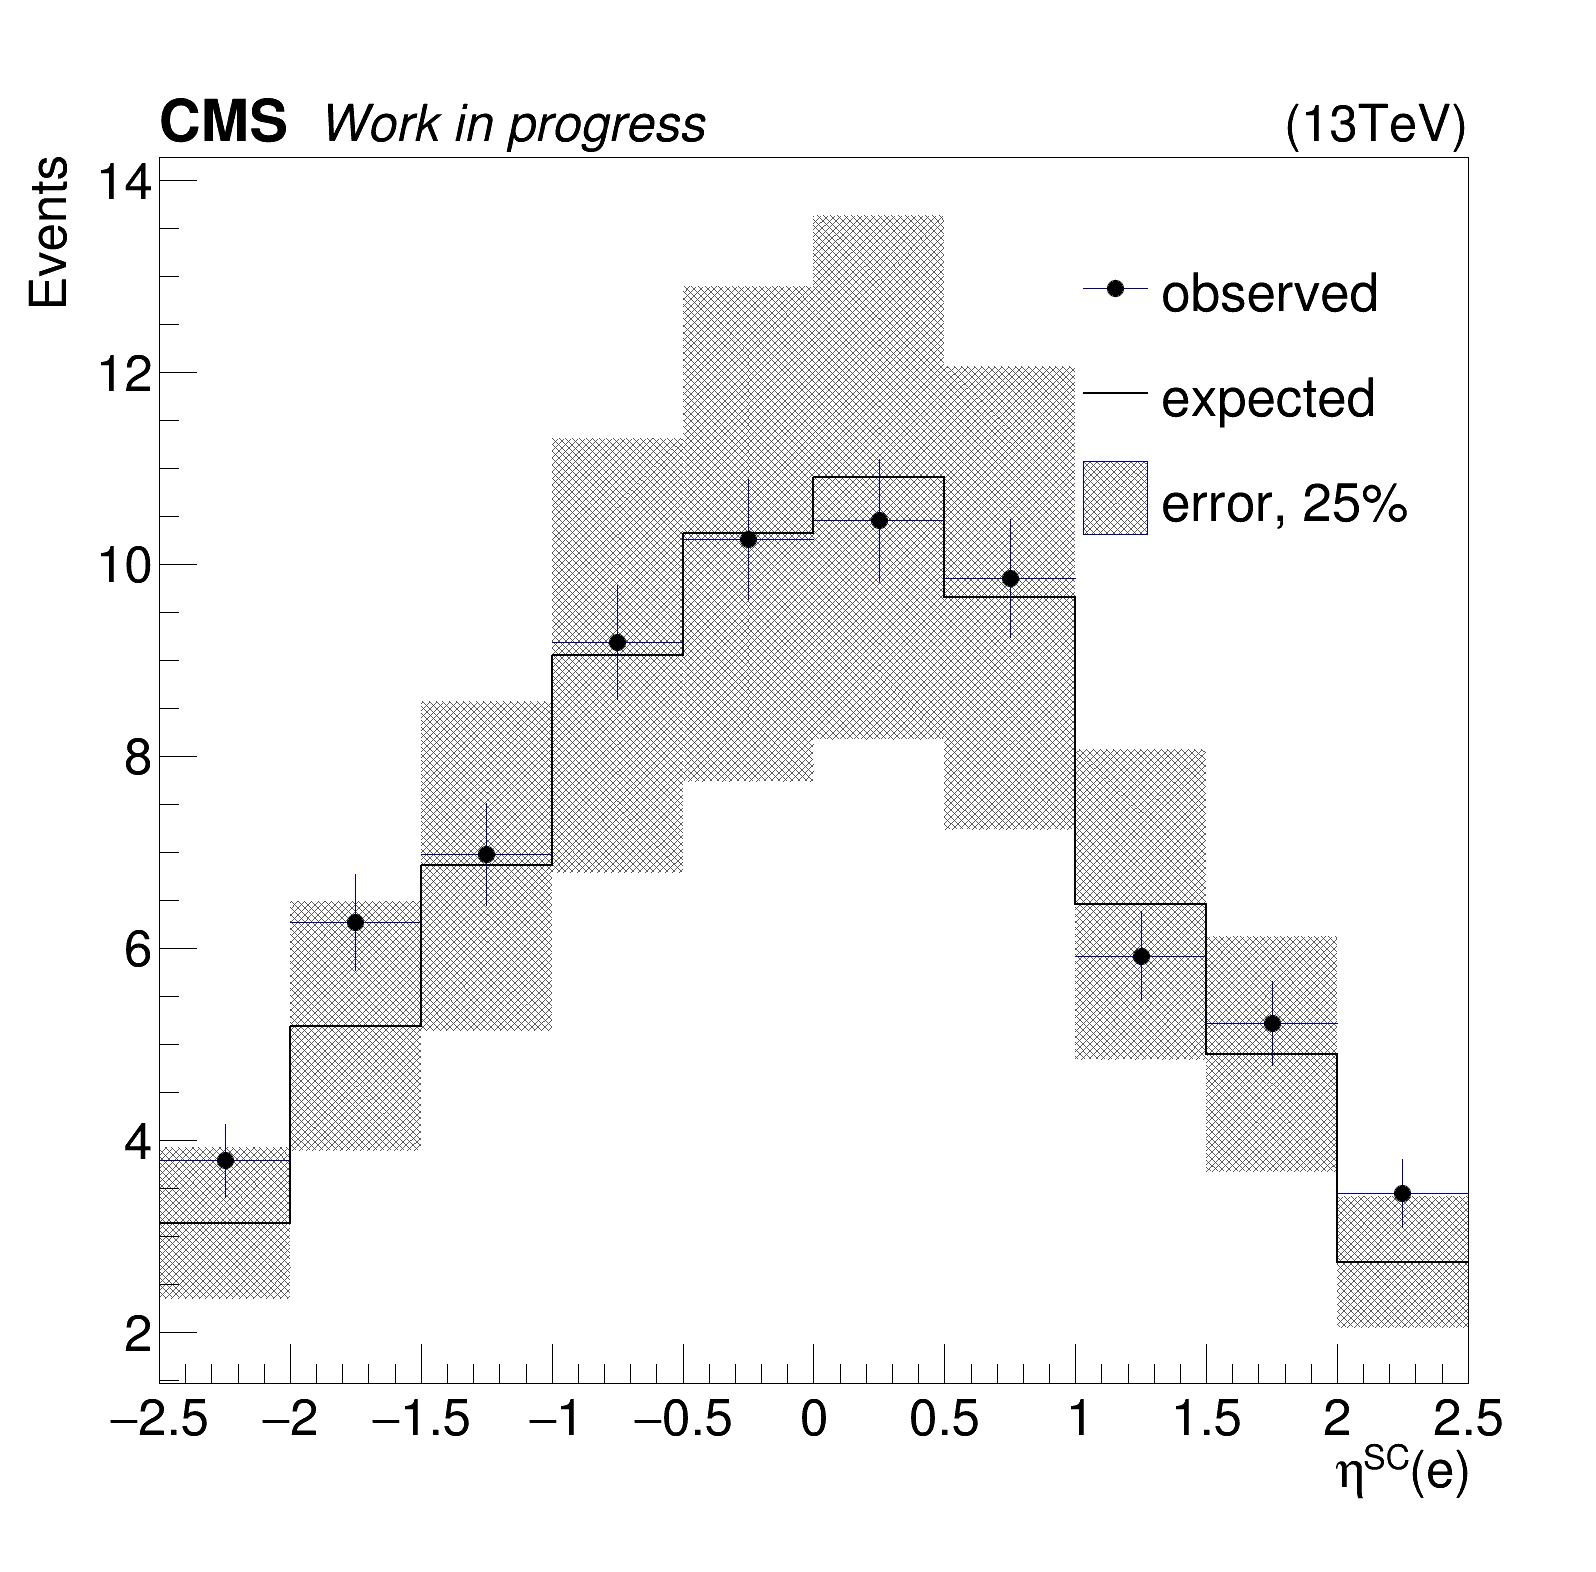 CMS Work in progress (13TeV)
Events
14
12
10
8
6
4
2
observed
expected
error, 25%
−2.5 −2 −1.5 −1 −0.5 0 0.5 1 1.5 2 2.5
ηSC(e)